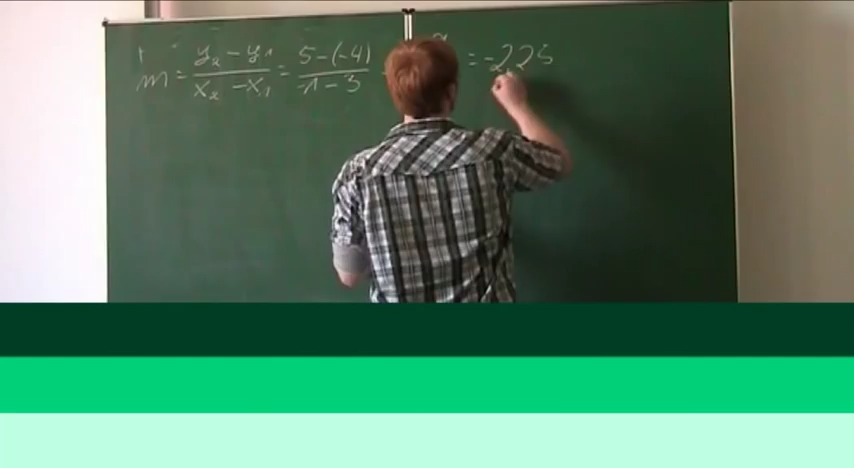 m = y₂ - y₁ / x₂ - x₁ = 5 - (-4) / -1 - 3 = -2,25